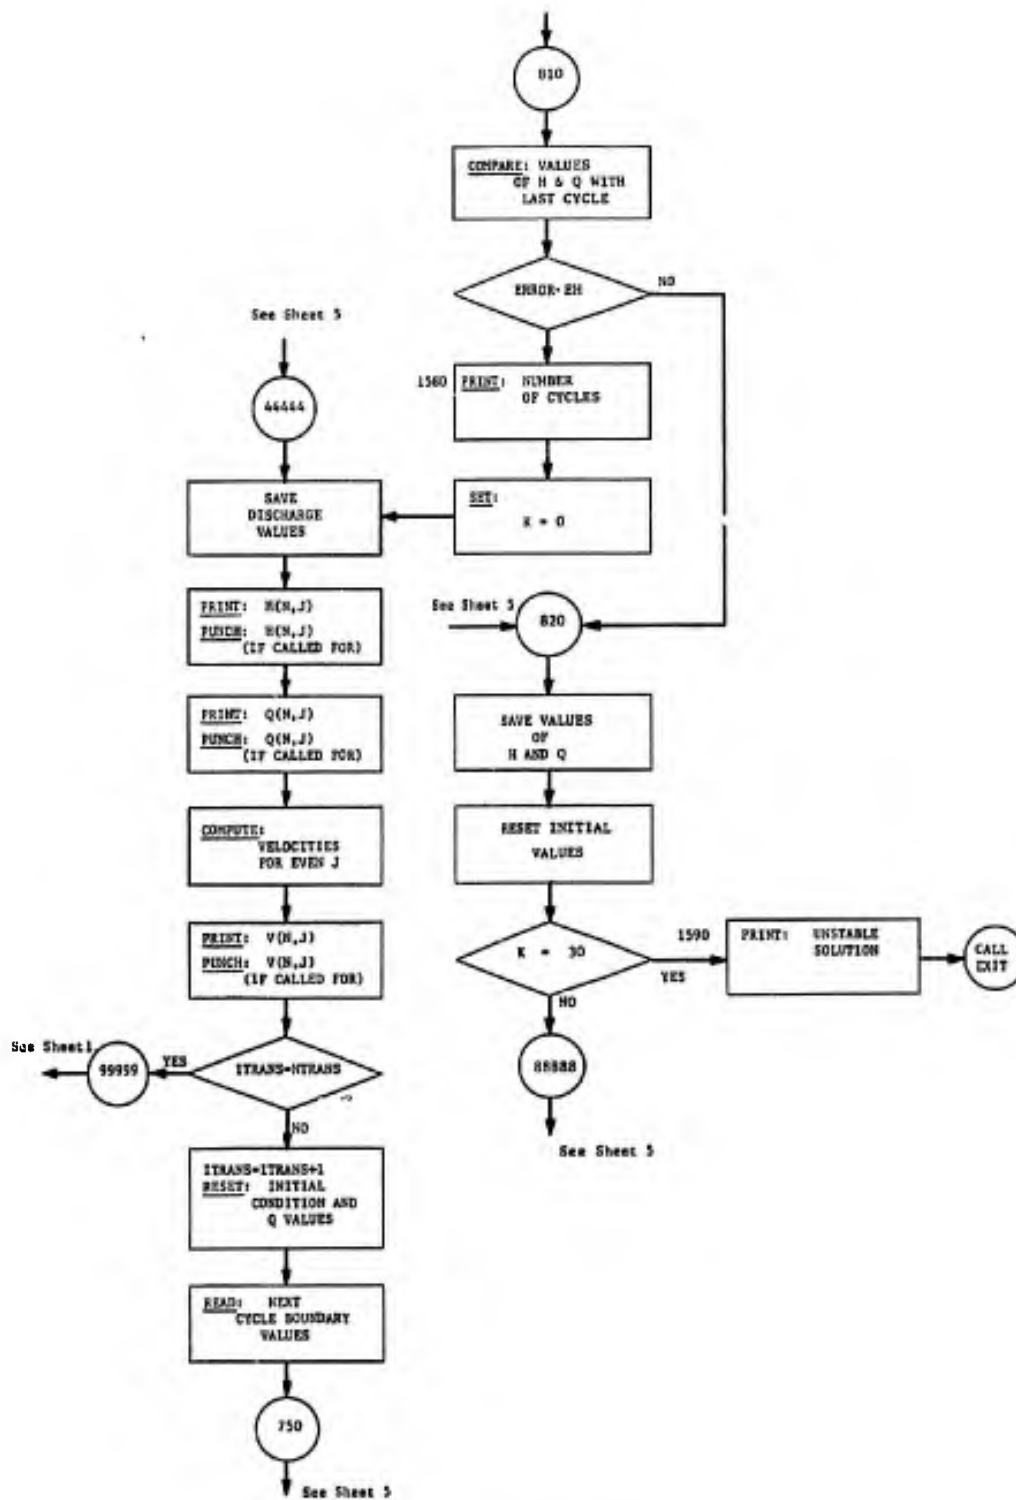 810
COMPARE: VALUES
OF H & Q WITH
LAST CYCLE
ERROR- EH
NO
1560
PRINT: NUMBER
OF CYCLES
SET:
K = 0
See Sheet 5
44444
SAVE
DISCHARGE
VALUES
PRINT: H(N,J)
PUNCH: H(N,J)
(IF CALLED FOR)
PRINT: Q(N,J)
PUNCH: Q(N,J)
(IF CALLED FOR)
COMPUTE:
VELOCITIES
FOR EVEN J
PRINT: V(N,J)
PUNCH: V(N,J)
(IF CALLED FOR)
ITRANS=NTRANS
YES
99999
See Sheet1
NO
ITRANS=ITRANS+1
RESET: INITIAL
CONDITION AND
Q VALUES
READ: NEXT
CYCLE BOUNDARY
VALUES
750
See Sheet 5
See Sheet 5
820
SAVE VALUES
OF
H AND Q
RESET INITIAL
VALUES
K = 30
YES
1590
PRINT: UNSTABLE
SOLUTION
CALL
EXIT
NO
88888
See Sheet 5